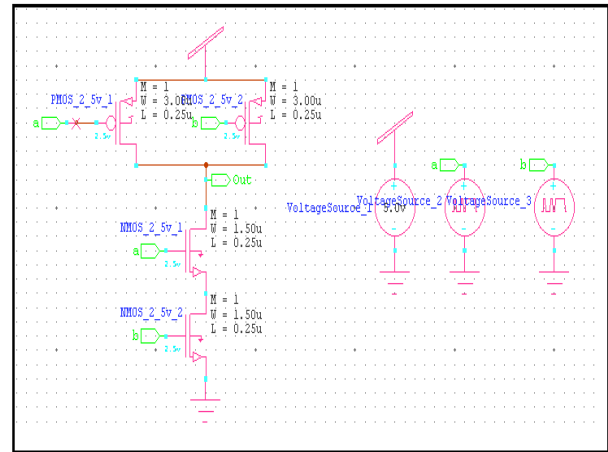 PMOS_2_5v_1
M = 1
W = 3.00u
L = 0.25u
a
2.5v
PMOS_2_5v_2
M = 1
W = 3.00u
L = 0.25u
b
2.5v
Out
NMOS_2_5v_1
M = 1
W = 1.50u
L = 0.25u
a
2.5v
NMOS_2_5v_2
M = 1
W = 1.50u
L = 0.25u
b
2.5v
VoltageSource_1
VoltageSource_2
a
VoltageSource_3
b